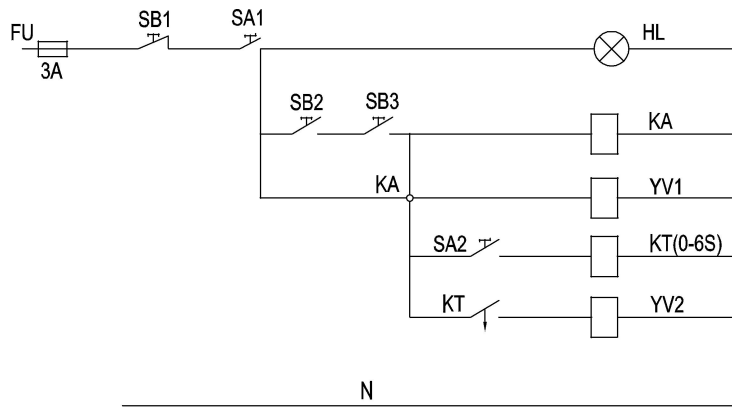 FU
3A
SB1
SA1
HL
SB2
SB3
KA
KA
YV1
SA2
KT(0-6S)
KT
YV2
N